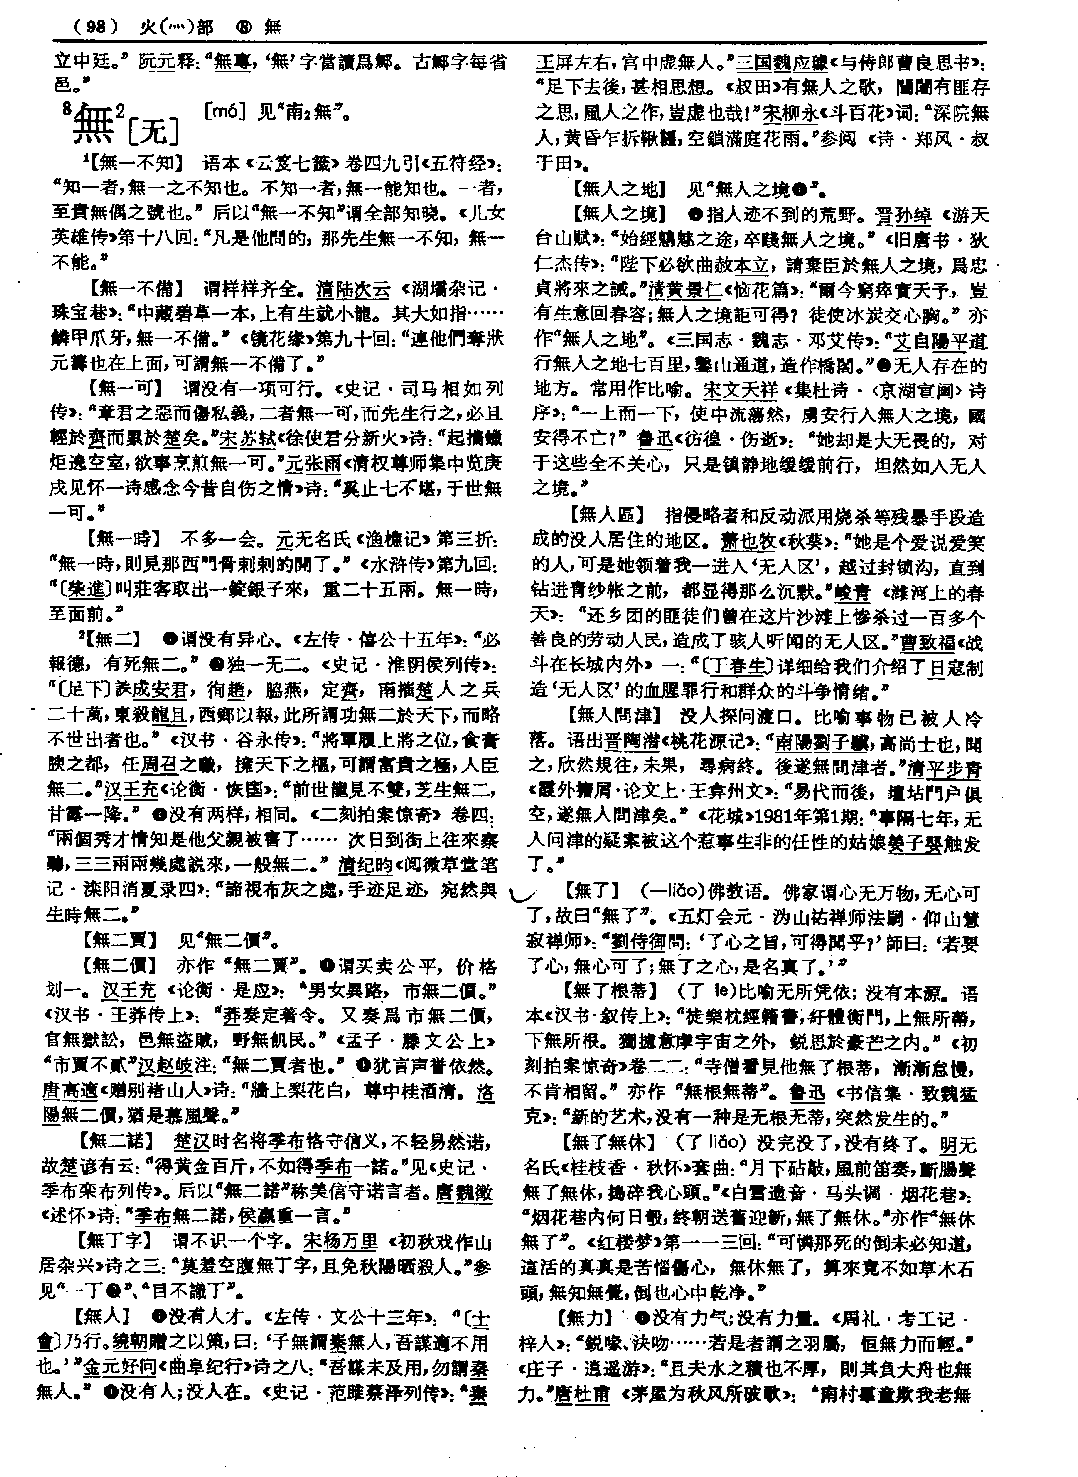 (98) 火(灬)部 ⑧ 無
立中廷。”阮元释：“無專，‘無’字當讀爲鄦。古鄦字每省
邑。”
8無2[无] [mó] 见“南2無”。
1【無一不知】 语本《云笈七籤》卷四九引《五符经》：
“知一者，無一之不知也。不知一者，無一能知也。一者，
至貴無偶之號也。”后以“無一不知”谓全部知晓。《儿女
英雄传》第十八回：“凡是他問的，那先生無一不知，無一
不能。”
【無一不備】 谓样样齐全。清陆次云《湖壖杂记·
珠宝巷》：“中藏碧草一本，上有生就小龍。其大如指……
鱗甲爪牙，無一不備。”《镜花缘》第九十回：“連他們奪狀
元籌也在上面，可謂無一不備了。”
【無一可】 谓没有一项可行。《史记·司马相如列
传》：“章君之惡而傷私義，二者無一可，而先生行之，必且
輕於齊而累於楚矣。”宋苏轼《徐使君分新火》诗：“起攜蠟
炬遶空室，欲事烹煎無一可。”元张雨《清权尊师集中览庚
戌见怀一诗感念今昔自伤之情》诗：“奚止七不堪，于世無
一可。”
【無一時】 不多一会。元无名氏《渔樵记》第三折：
“無一時，則見那西門骨剌剌的開了。”《水浒传》第九回：
“〔柴進〕叫莊客取出一錠銀子來，重二十五兩。無一時，
至面前。”
2【無二】 ❶谓没有异心。《左传·僖公十五年》：“必
報德，有死無二。”❷独一无二。《史记·淮阴侯列传》：
“〔足下〕誅成安君，徇趙，脇燕，定齊，南摧楚人之兵
二十萬，東殺龍且，西鄉以報，此所謂功無二於天下，而略
不世出者也。”《汉书·谷永传》：“將軍履上將之位，食膏
腴之都，任周召之職，擁天下之樞，可謂富貴之極，人臣
無二。”汉王充《论衡·恢国》：“前世龍見不雙，芝生無二，
甘露一降。”❸没有两样，相同。《二刻拍案惊奇》卷四：
“兩個秀才情知是他父親被害了……次日到街上往來察
聽，三三兩兩幾處説來，一般無二。”清纪昀《阅微草堂笔
记·滦阳消夏录四》：“諦視布灰之處，手迹足迹，宛然與
生時無二。”
【無二賈】 见“無二價”。
【無二價】 亦作“無二賈”。❶谓买卖公平，价格
划一。汉王充《论衡·是应》：“男女異路，市無二價。”
《汉书·王莽传上》：“莽奏定著令。又奏爲市無二價，
官無獄訟，邑無盜賊，野無飢民。”《孟子·滕文公上》
“市賈不貳”汉赵岐注：“無二賈者也。”❷犹言声誉依然。
唐高適《赠别褚山人》诗：“牆上梨花白，尊中桂酒清。洛
陽無二價，猶是慕風聲。”
【無二諾】 楚汉时名将季布恪守信义，不轻易然诺，
故楚谚有云：“得黄金百斤，不如得季布一諾。”见《史记·
季布栾布列传》。后以“無二諾”称美信守诺言者。唐魏徵
《述怀》诗：“季布無二諾，侯嬴重一言。”
【無丁字】 谓不识一个字。宋杨万里《初秋戏作山
居杂兴》诗之三：“莫羞空腹無丁字，且免秋陽晒殺人。”参
见“一丁❷”、“目不識丁”。
【無人】 ❶没有人才。《左传·文公十三年》：“〔士
會〕乃行。繞朝贈之以策，曰：‘子無謂秦無人，吾謀適不用
也。’”金元好问《曲阜纪行》诗之八：“吾謀未及用，勿謂秦
無人。”❷没有人；没人在。《史记·范雎蔡泽列传》：“秦
王屏左右，宫中虚無人。”三国魏应璩《与侍郎曹良思书》：
“足下去後，甚相思想。《叔田》有無人之歌，闉闍有匪存
之思，風人之作，豈虚也哉！”宋柳永《斗百花》词：“深院無
人，黄昏乍拆鞦韆，空鎖滿庭花雨。”参阅《诗·郑风·叔
于田》。
【無人之地】 见“無人之境❶”。
【無人之境】 ❶指人迹不到的荒野。晋孙绰《游天
台山赋》：“始經魑魅之途，卒踐無人之境。”《旧唐书·狄
仁杰传》：“陛下必欲曲赦本立，請棄臣於無人之境，爲忠
貞將來之誡。”清黄景仁《恼花篇》：“爾今窮瘁實天予，豈
有生意回春容；無人之境詎可得？徒使冰炭交心胸。”亦
作“無人之地”。《三国志·魏志·邓艾传》：“艾自陽平道
行無人之地七百里，鑿山通道，造作橋閣。”❷无人存在的
地方。常用作比喻。宋文天祥《集杜诗·〈京湖宣阃〉诗
序》：“一上而一下，使中流蕩然，虜安行入無人之境，國
安得不亡？”鲁迅《彷徨·伤逝》：“她却是大无畏的，对
于这些全不关心，只是镇静地缓缓前行，坦然如入无人
之境。”
【無人區】 指侵略者和反动派用烧杀等残暴手段造
成的没人居住的地区。萧也牧《秋葵》：“她是个爱说爱笑
的人，可是她领着我一进入‘无人区’，越过封锁沟，直到
钻进青纱帐之前，都显得那么沉默。”峻青《潍河上的春
天》：“还乡团的匪徒们曾在这片沙滩上惨杀过一百多个
善良的劳动人民，造成了骇人听闻的无人区。”曹致福《战
斗在长城内外》一：“〔丁春生〕详细给我们介绍了日寇制
造‘无人区’的血腥罪行和群众的斗争情绪。”
【無人問津】 没人探问渡口。比喻事物已被人冷
落。语出晋陶潜《桃花源记》：“南陽劉子驥，高尚士也，聞
之，欣然規往，未果，尋病終。後遂無問津者。”清平步青
《霞外攟屑·论文上·王弇州文》：“易代而後，壇坫門户俱
空，遂無人問津矣。”《花城》1981年第1期：“事隔七年，无
人问津的疑案被这个惹事生非的任性的姑娘姜子婴触发
了。”
【無了】 （—liǎo）佛教语。佛家谓心无万物，无心可
了，故曰“無了”。《五灯会元·沩山祐禅师法嗣·仰山慧
寂禅师》：“劉侍御問：‘了心之旨，可得聞乎？’師曰：‘若要
了心，無心可了；無了之心，是名真了。’”
【無了根蒂】 （了 le）比喻无所凭依；没有本源。语
本《汉书·叙传上》：“徒樂枕經籍書，紆體衡門，上無所蔕，
下無所根。獨攄意虖宇宙之外，鋭思於豪芒之内。”《初
刻拍案惊奇》卷二二：“寺僧看見他無了根蒂，漸漸怠慢，
不肯相留。”亦作“無根無蒂”。鲁迅《书信集·致魏猛
克》：“新的艺术，没有一种是无根无蒂，突然发生的。”
【無了無休】 （了 liǎo）没完没了，没有终了。明无
名氏《桂枝香·秋怀》套曲：“月下砧敲，風前笛奏，斷腸聲
無了無休，搗碎我心頭。”《白雪遗音·马头调·烟花巷》：
“烟花巷内何日彀，終朝送舊迎新，無了無休。”亦作“無休
無了”。《红楼梦》第一一三回：“可憐那死的倒未必知道，
這活的真真是苦惱傷心，無休無了，算來竟不如草木石
頭，無知無覺，倒也心中乾净。”
【無力】 ❶没有力气；没有力量。《周礼·考工记·
梓人》：“鋭喙、決吻……若是者謂之羽屬，恒無力而輕。”
《庄子·逍遥游》：“且夫水之積也不厚，則其負大舟也無
力。”唐杜甫《茅屋为秋风所破歌》：“南村羣童欺我老無